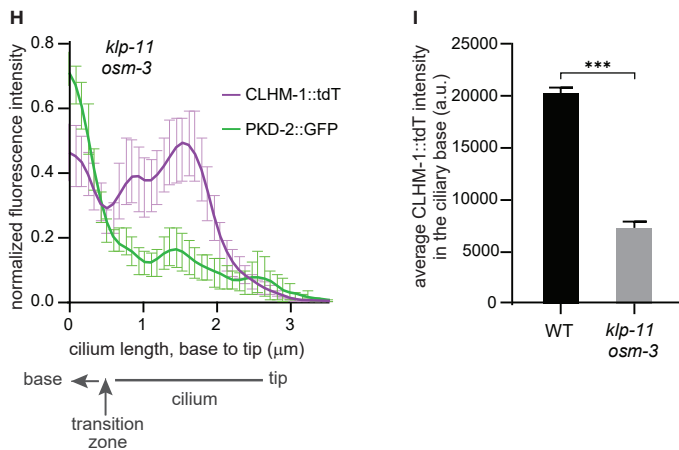 H
normalized fluorescence intensity
0.8
0.6
0.4
0.2
0.0
klp-11
osm-3
CLHM-1::tdT
PKD-2::GFP
0
1
2
3
cilium length, base to tip (μm)
base
tip
cilium
transition
zone
I
average CLHM-1::tdT intensity
in the ciliary base (a.u.)
25000
20000
15000
10000
5000
0
***
WT
klp-11
osm-3